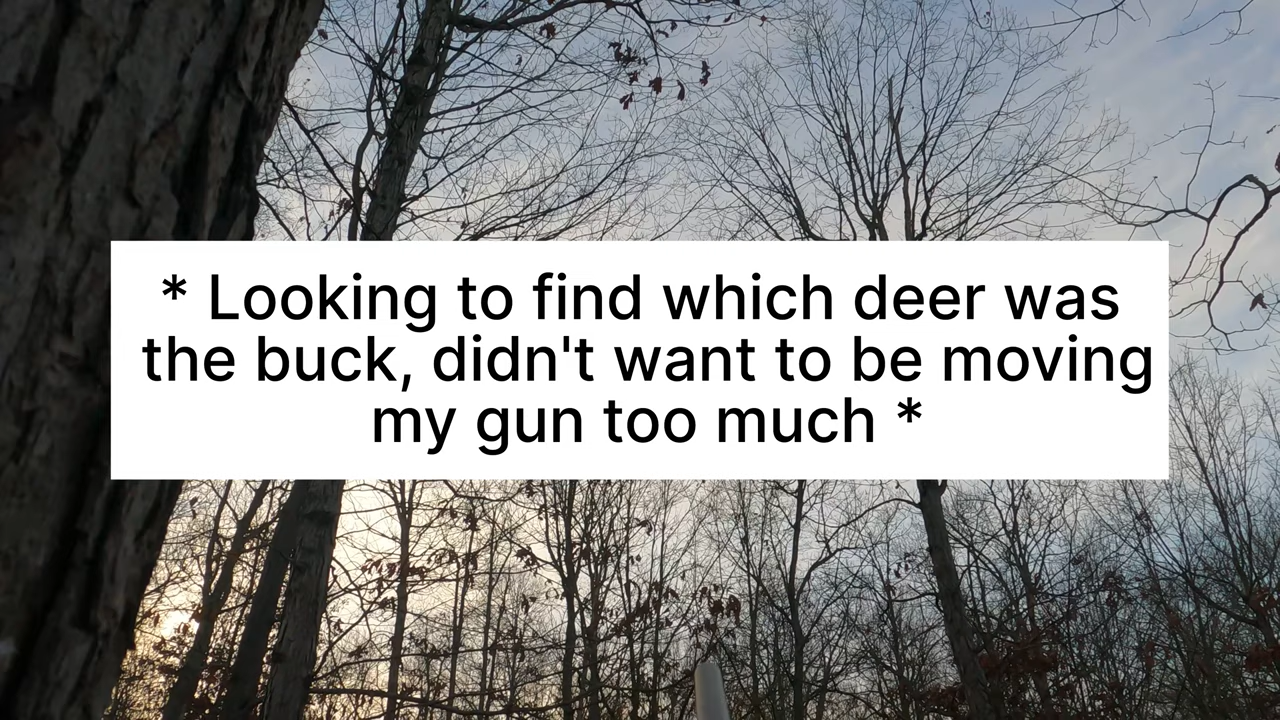 * Looking to find which deer was
the buck, didn't want to be moving
my gun too much *